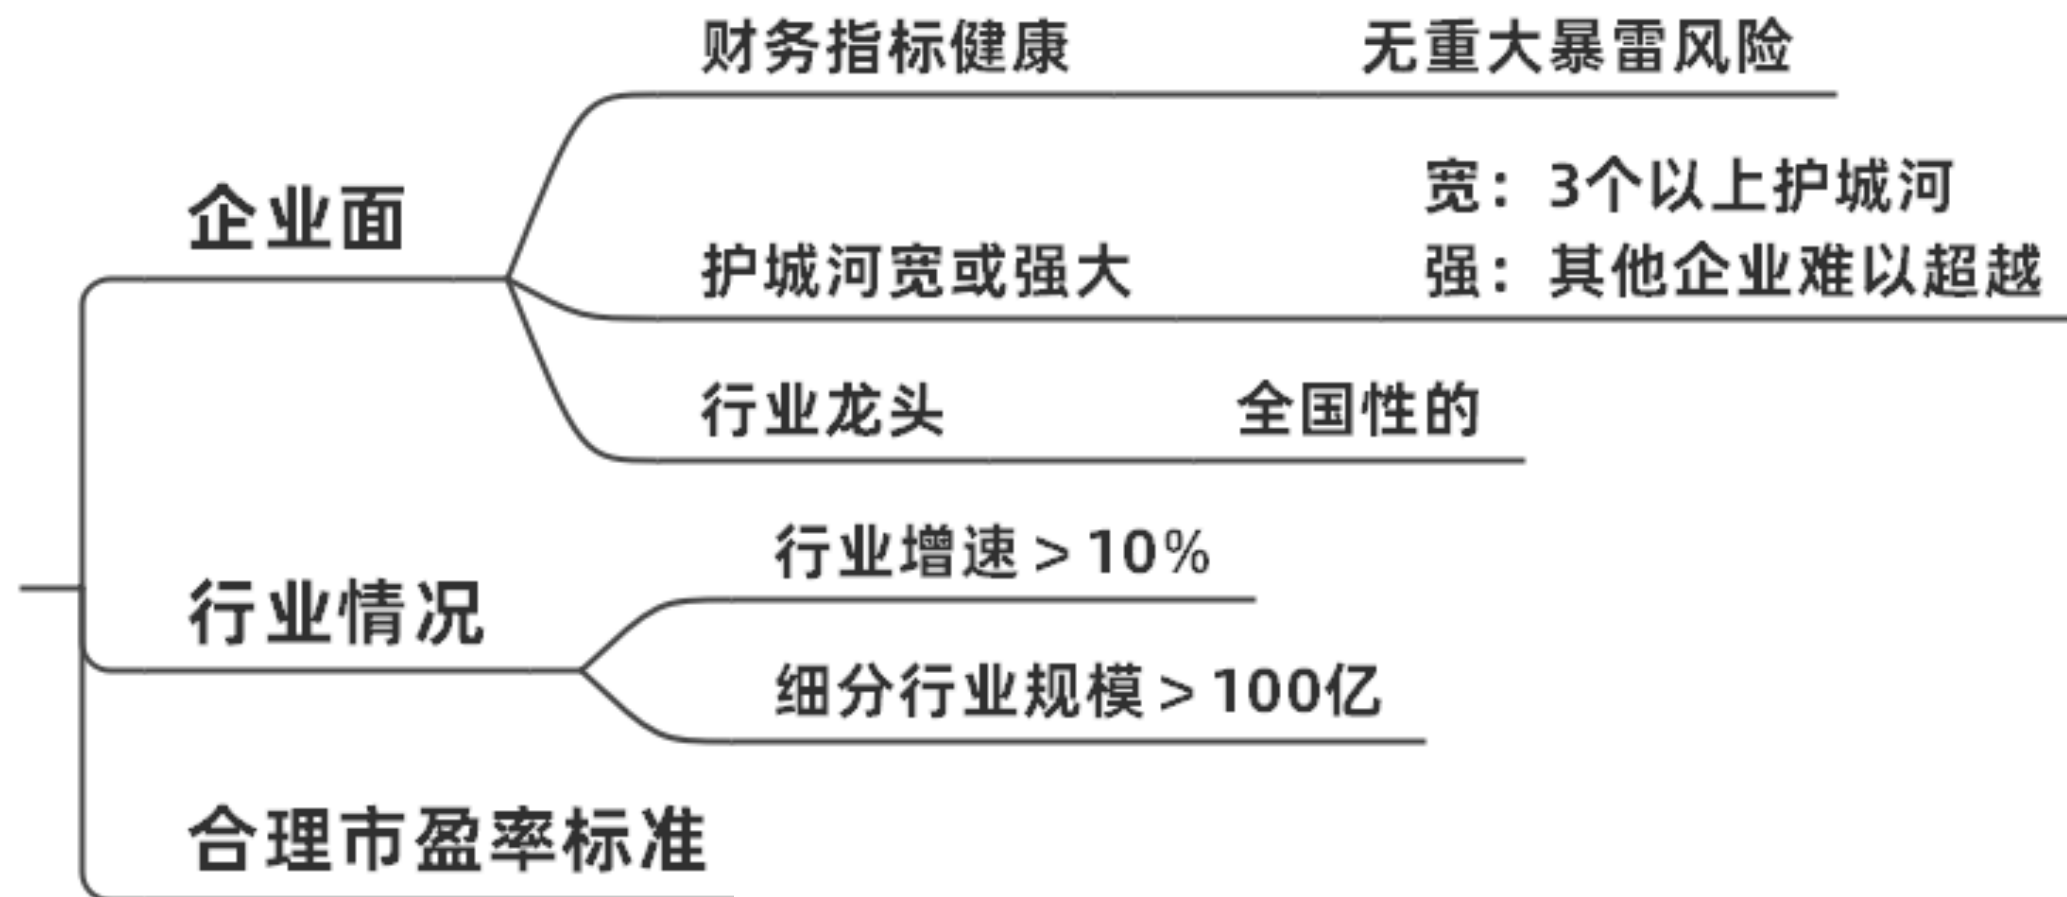 财务指标健康 无重大暴雷风险
企业面
宽：3个以上护城河
护城河宽或强大 强：其他企业难以超越
行业龙头 全国性的
行业增速＞10%
行业情况
细分行业规模＞100亿
合理市盈率标准